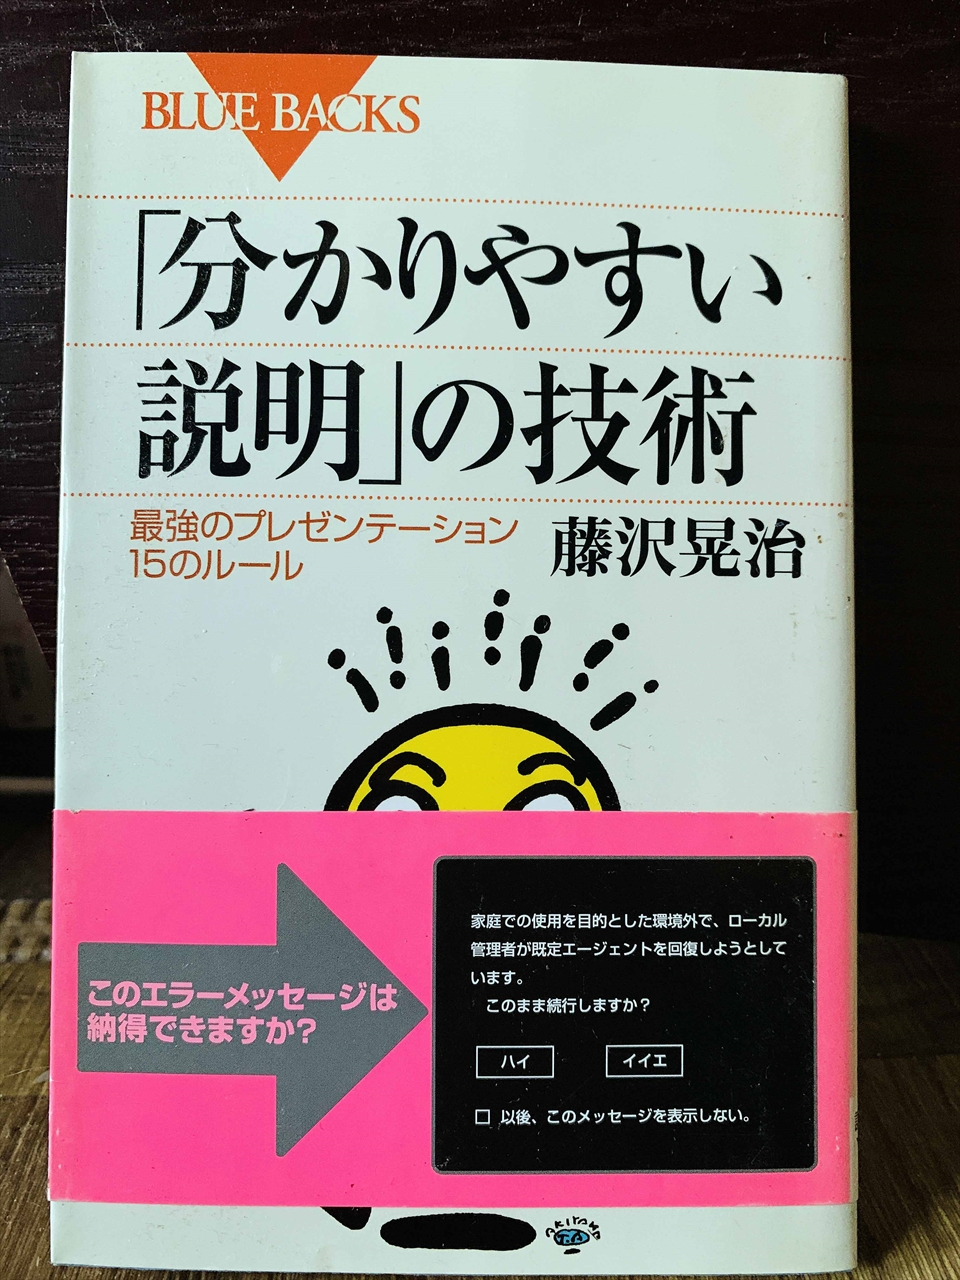 BLUE BACKS
「分かりやすい
説明」の技術
最強のプレゼンテーション
15のルール
藤沢晃治
このエラーメッセージは
納得できますか?
家庭での使用を目的とした環境外で、ローカル
管理者が既定エージェントを回復しようとして
います。
このまま続行しますか?
ハイ
イイエ
以後、このメッセージを表示しない。